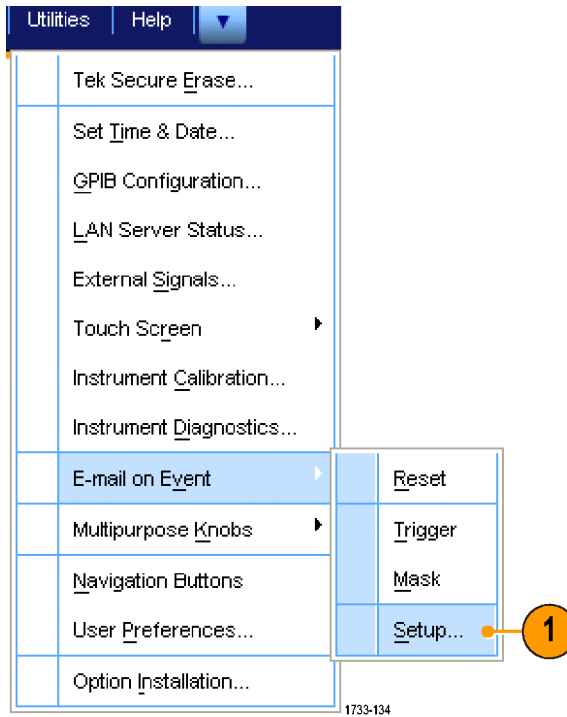 Utilities Help
Tek Secure Erase...
Set Time & Date...
GPIB Configuration...
LAN Server Status...
External Signals...
Touch Screen
Instrument Calibration...
Instrument Diagnostics...
E-mail on Event
Reset
Multipurpose Knobs
Trigger
Navigation Buttons
Mask
User Preferences...
Setup...
1
Option Installation...
1733-134